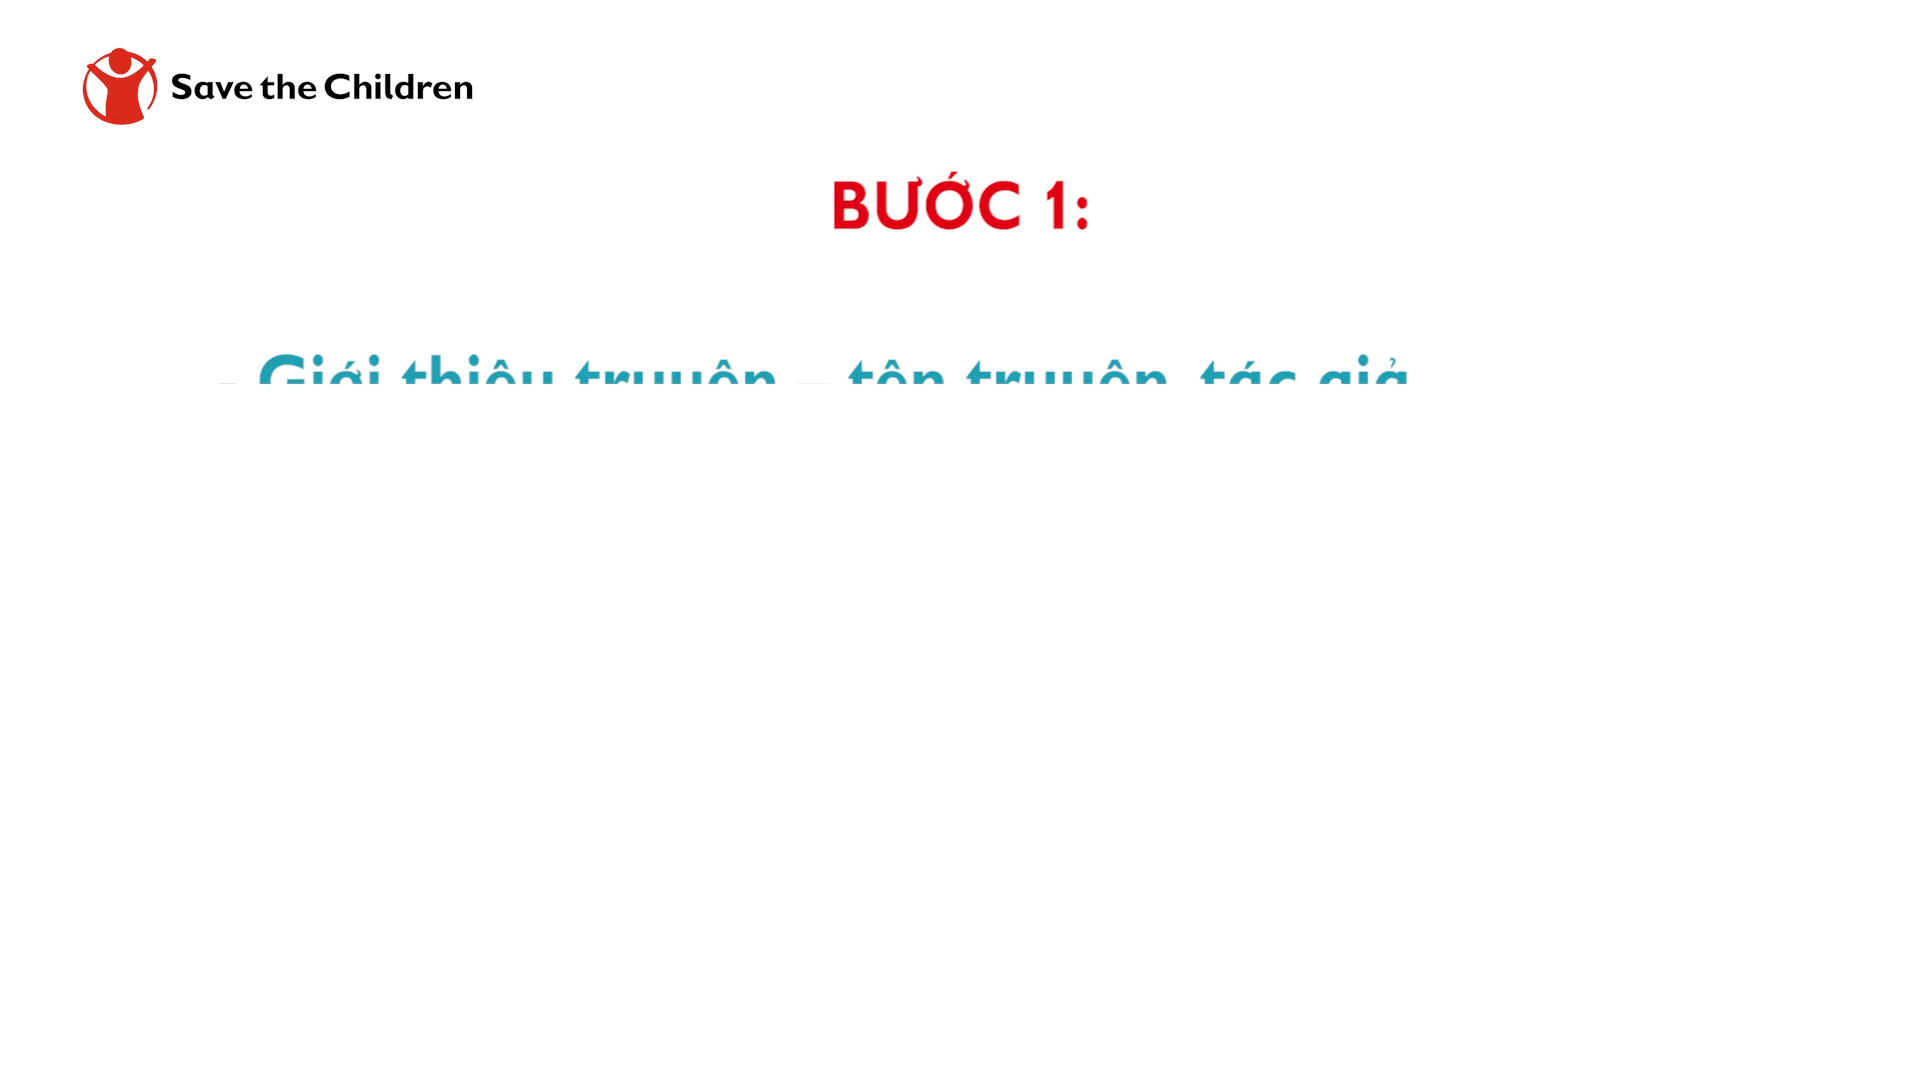 Save the Children
BƯỚC 1:
- Giới thiệu truyện – tên truyện, tác giả